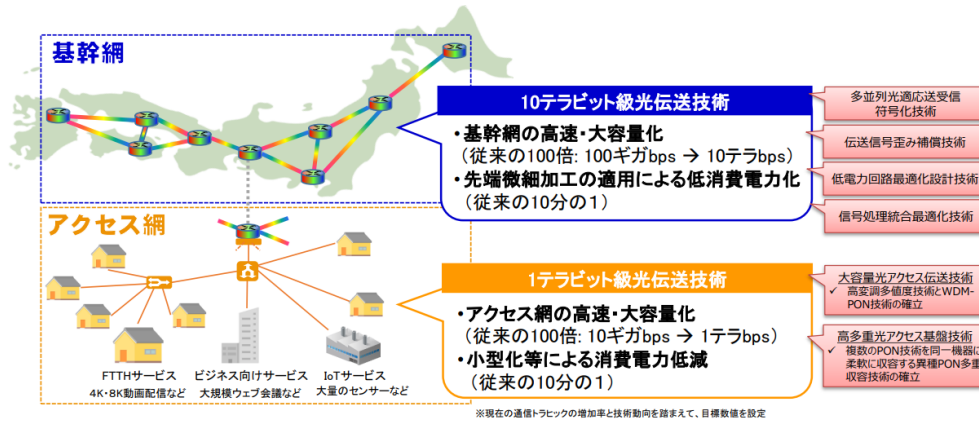 基幹網
10テラビット級光伝送技術
・基幹網の高速・大容量化
（従来の100倍: 100ギガbps → 10テラbps）
・先端微細加工の適用による低消費電力化
（従来の10分の１）
多並列光適応送受信
符号化技術
伝送信号歪み補償技術
低電力回路最適化設計技術
信号処理統合最適化技術
アクセス網
FTTHサービス
4K・8K動画配信など
ビジネス向けサービス
大規模ウェブ会議など
IoTサービス
大量のセンサーなど
1テラビット級光伝送技術
・アクセス網の高速・大容量化
（従来の100倍: 10ギガbps → 1テラbps）
・小型化等による消費電力低減
（従来の10分の１）
大容量光アクセス伝送技術
✓ 高変調多値度技術とWDM-
PON技術の確立
高多重光アクセス基盤技術
✓ 複数のPON技術を同一機器に
柔軟に収容する異種PON多重
収容技術の確立
※現在の通信トラヒックの増加率と技術動向を踏まえて、目標数値を設定